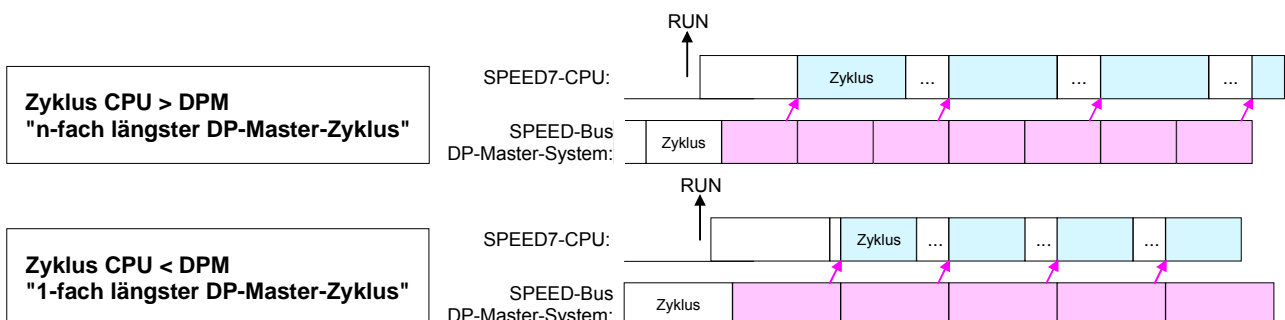 RUN
SPEED7-CPU:
Zyklus ... ... ...
Zyklus CPU > DPM
"n-fach längster DP-Master-Zyklus"
SPEED-Bus
DP-Master-System:
Zyklus
RUN
SPEED7-CPU:
Zyklus ... ... ...
Zyklus CPU < DPM
"1-fach längster DP-Master-Zyklus"
SPEED-Bus
DP-Master-System:
Zyklus